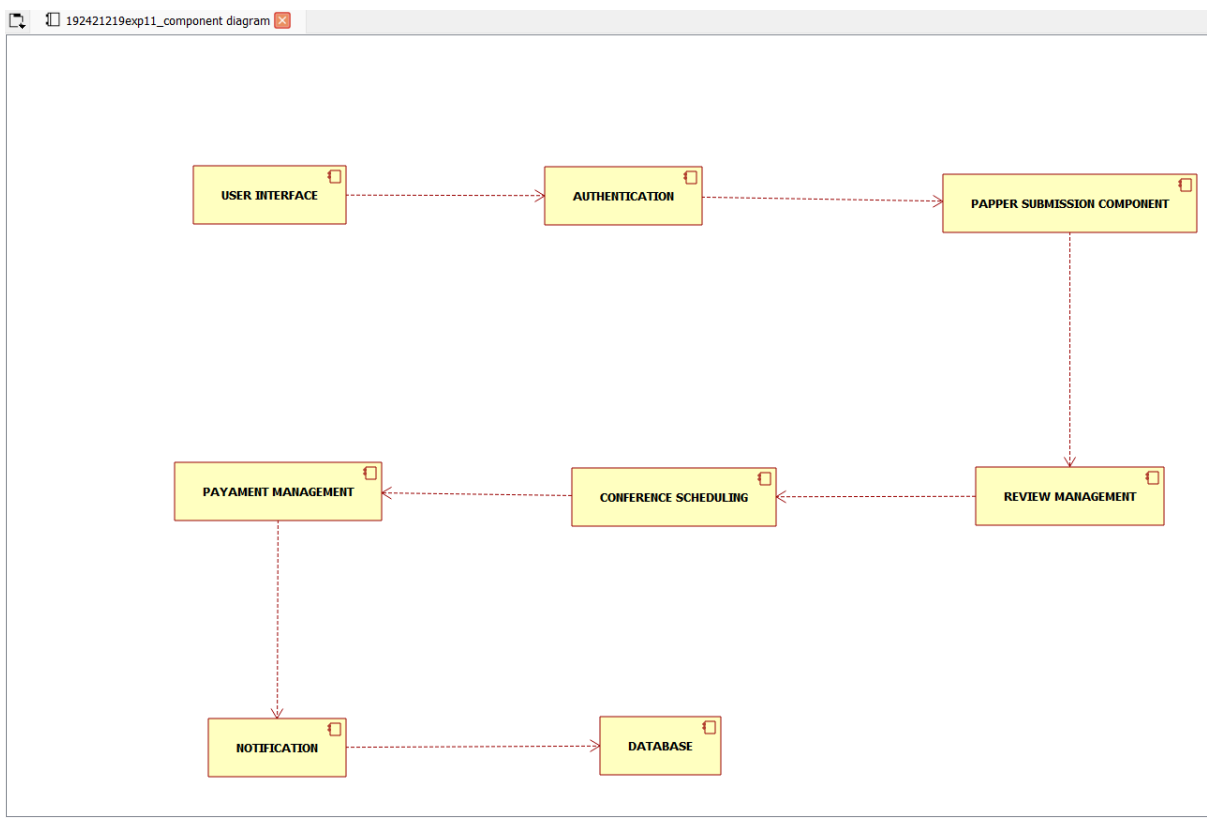 192421219exp11_component diagram
USER INTERFACE
AUTHENTICATION
PAPPER SUBMISSION COMPONENT
PAYAMENT MANAGEMENT
CONFERENCE SCHEDULING
REVIEW MANAGEMENT
NOTIFICATION
DATABASE